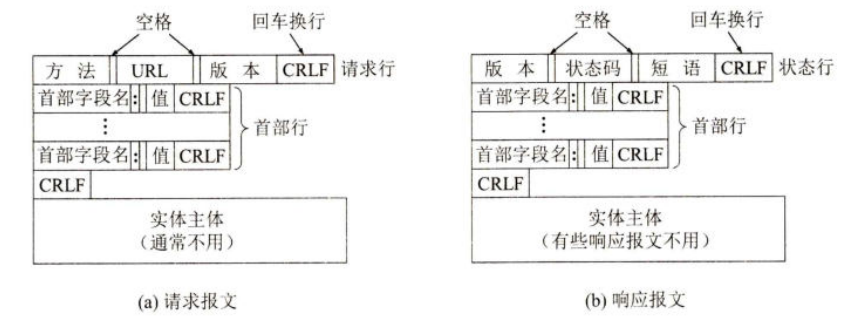 空格 回车换行
方 法 URL 版 本 CRLF 请求行
首部字段名: 值 CRLF
⋮
首部行
首部字段名: 值 CRLF
CRLF
实体主体
（通常不用）
(a) 请求报文
空格 回车换行
版 本 状态码 短 语 CRLF 状态行
首部字段名: 值 CRLF
⋮
首部行
首部字段名: 值 CRLF
CRLF
实体主体
（有些响应报文不用）
(b) 响应报文